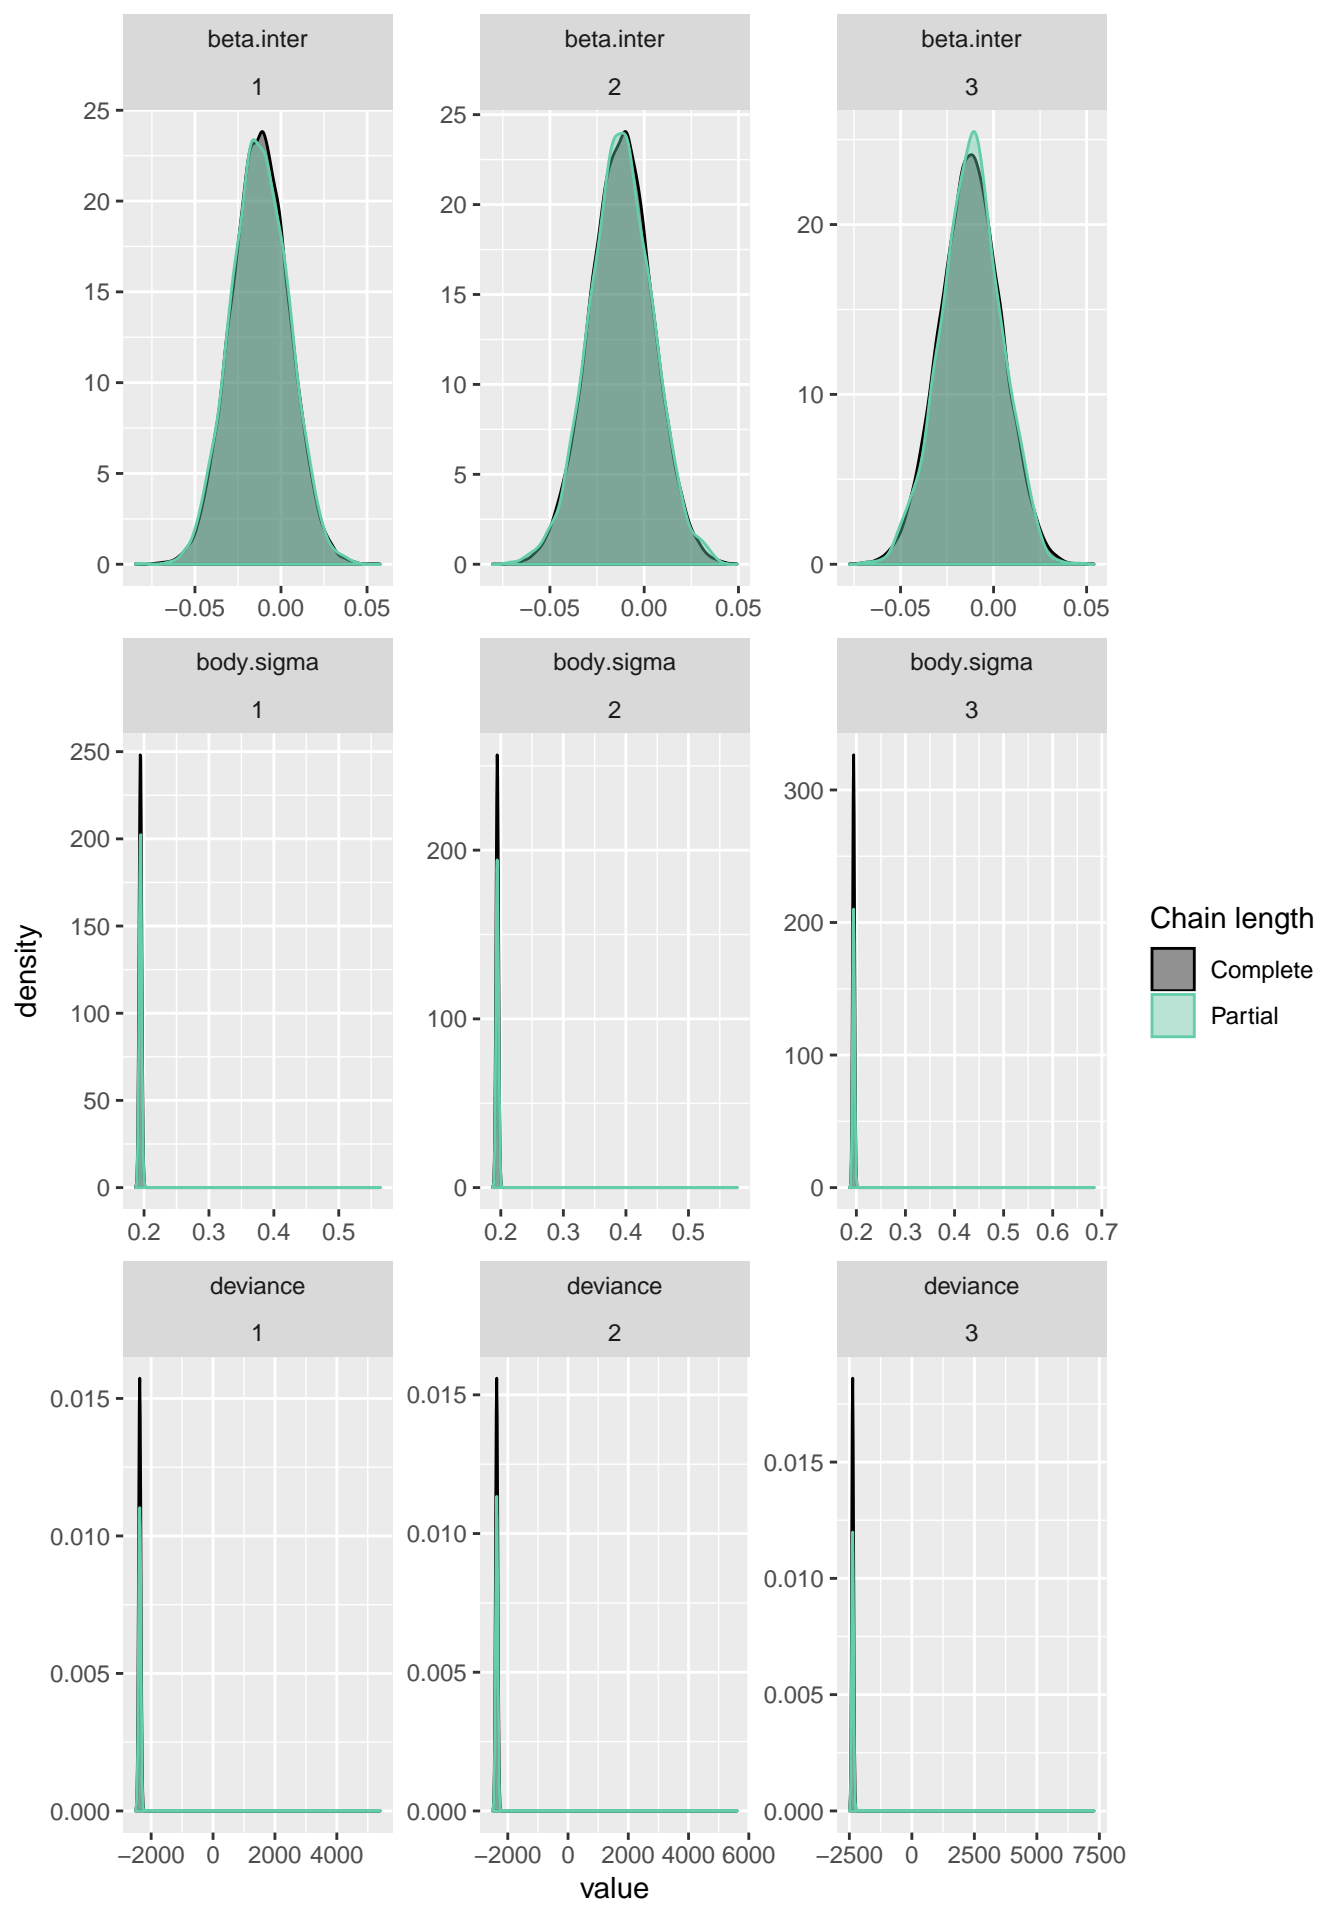 beta.inter beta.inter beta.inter
1 2 3
25
20
15
10
5
0
25
20
15
10
5
0
20
10
0
−0.05 0.00 0.05
−0.05 0.00 0.05
−0.05 0.00 0.05
body.sigma body.sigma body.sigma
1 2 3
250
200
150
100
50
0
200
100
0
300
200
100
0
0.2 0.3 0.4 0.5
0.2 0.3 0.4 0.5
0.2 0.3 0.4 0.5 0.6 0.7
deviance deviance deviance
1 2 3
0.015
0.010
0.005
0.000
0.015
0.010
0.005
0.000
0.015
0.010
0.005
0.000
−2000 0 2000 4000
−2000 0 2000 4000 6000
−2500 0 2500 5000 7500
value
density
Chain length
Complete
Partial